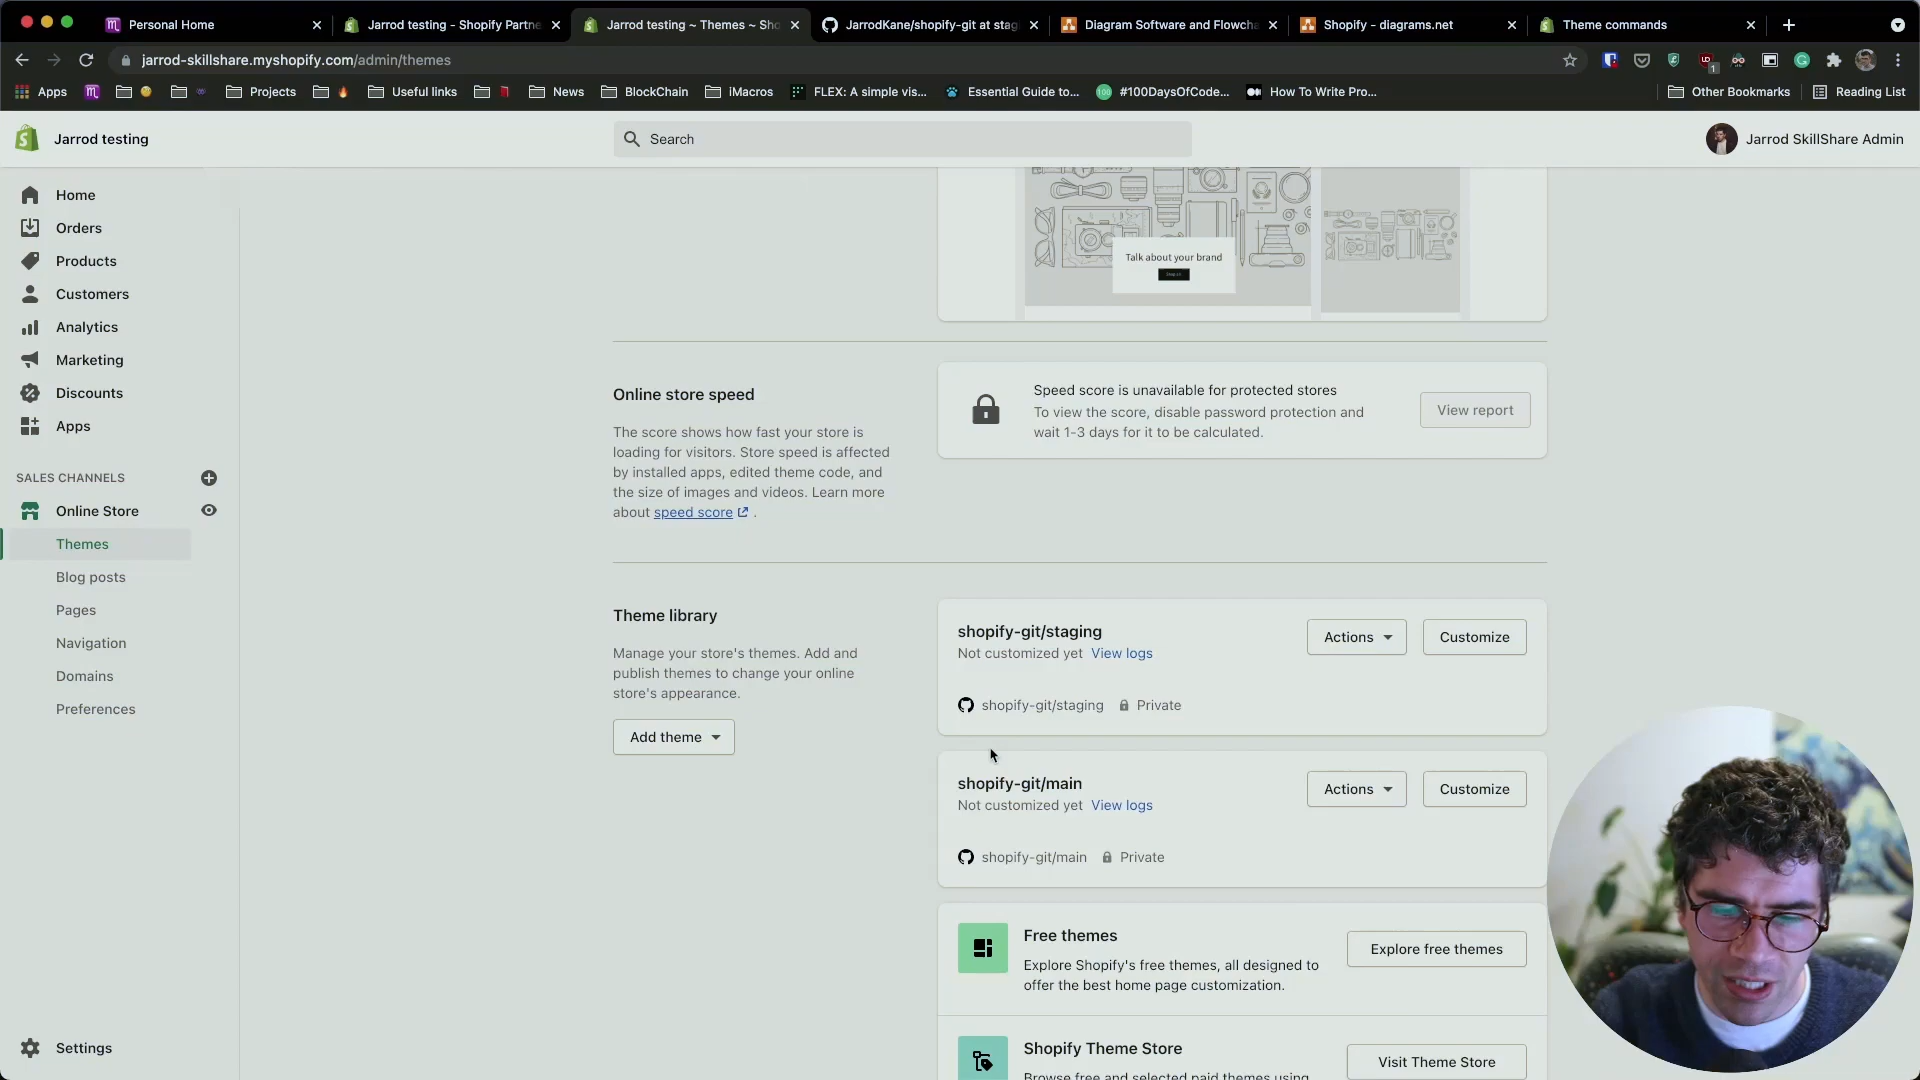 Personal Home
Jarrod testing - Shopify Partne
Jarrod testing ~ Themes ~ Sho
JarrodKane/shopify-git at stag
Diagram Software and Flowcha
Shopify - diagrams.net
Theme commands
jarrod-skillshare.myshopify.com/admin/themes
Apps
Projects
Useful links
News
BlockChain
iMacros
FLEX: A simple vis...
Essential Guide to...
#100DaysOfCode...
How To Write Pro...
Other Bookmarks
Reading List
Jarrod testing
Search
Jarrod SkillShare Admin
Home
Orders
Products
Customers
Analytics
Marketing
Discounts
Apps
SALES CHANNELS
Online Store
Themes
Blog posts
Pages
Navigation
Domains
Preferences
Settings
Talk about your brand
Online store speed
The score shows how fast your store is
loading for visitors. Store speed is affected
by installed apps, edited theme code, and
the size of images and videos. Learn more
about speed score .
Speed score is unavailable for protected stores
To view the score, disable password protection and
wait 1-3 days for it to be calculated.
View report
Theme library
Manage your store's themes. Add and
publish themes to change your online
store's appearance.
Add theme
shopify-git/staging
Not customized yet View logs
Actions
Customize
shopify-git/staging Private
shopify-git/main
Not customized yet View logs
Actions
Customize
shopify-git/main Private
Free themes
Explore Shopify's free themes, all designed to
offer the best home page customization.
Explore free themes
Shopify Theme Store
Browse free and selected paid themes using
Visit Theme Store